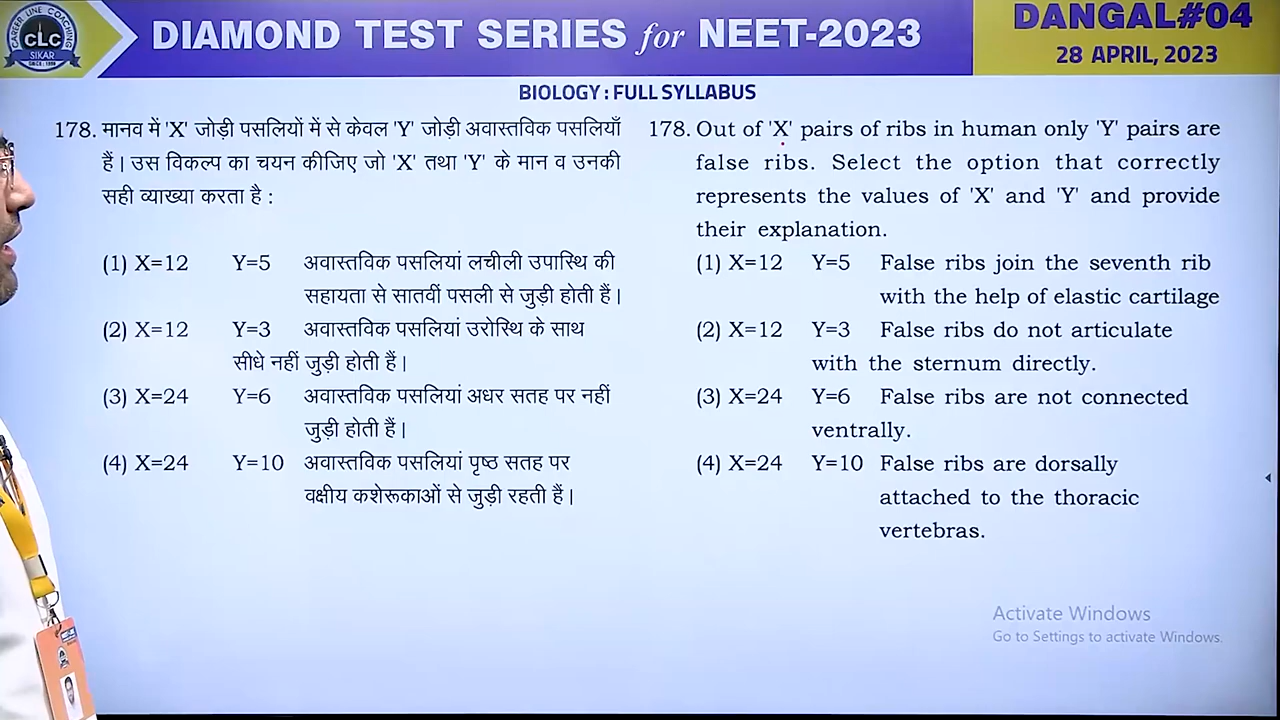 CAREER LINE COACHING
CLC
SIKAR
DIAMOND TEST SERIES for NEET-2023
DANGAL#04
28 APRIL, 2023
BIOLOGY : FULL SYLLABUS
178. मानव में 'X' जोड़ी पसलियों में से केवल 'Y' जोड़ी अवास्तविक पसलियाँ
हैं। उस विकल्प का चयन कीजिए जो 'X' तथा 'Y' के मान व उनकी
सही व्याख्या करता है :
(1) X=12 Y=5 अवास्तविक पसलियां लचीली उपास्थि की
सहायता से सातवीं पसली से जुड़ी होती हैं।
(2) X=12 Y=3 अवास्तविक पसलियां उरोस्थि के साथ
सीधे नहीं जुड़ी होती हैं।
(3) X=24 Y=6 अवास्तविक पसलियां अधर सतह पर नहीं
जुड़ी होती हैं।
(4) X=24 Y=10 अवास्तविक पसलियां पृष्ठ सतह पर
वक्षीय कशेरूकाओं से जुड़ी रहती हैं।
178. Out of 'X' pairs of ribs in human only 'Y' pairs are
false ribs. Select the option that correctly
represents the values of 'X' and 'Y' and provide
their explanation.
(1) X=12 Y=5 False ribs join the seventh rib
with the help of elastic cartilage
(2) X=12 Y=3 False ribs do not articulate
with the sternum directly.
(3) X=24 Y=6 False ribs are not connected
ventrally.
(4) X=24 Y=10 False ribs are dorsally
attached to the thoracic
vertebras.
Activate Windows
Go to Settings to activate Windows.